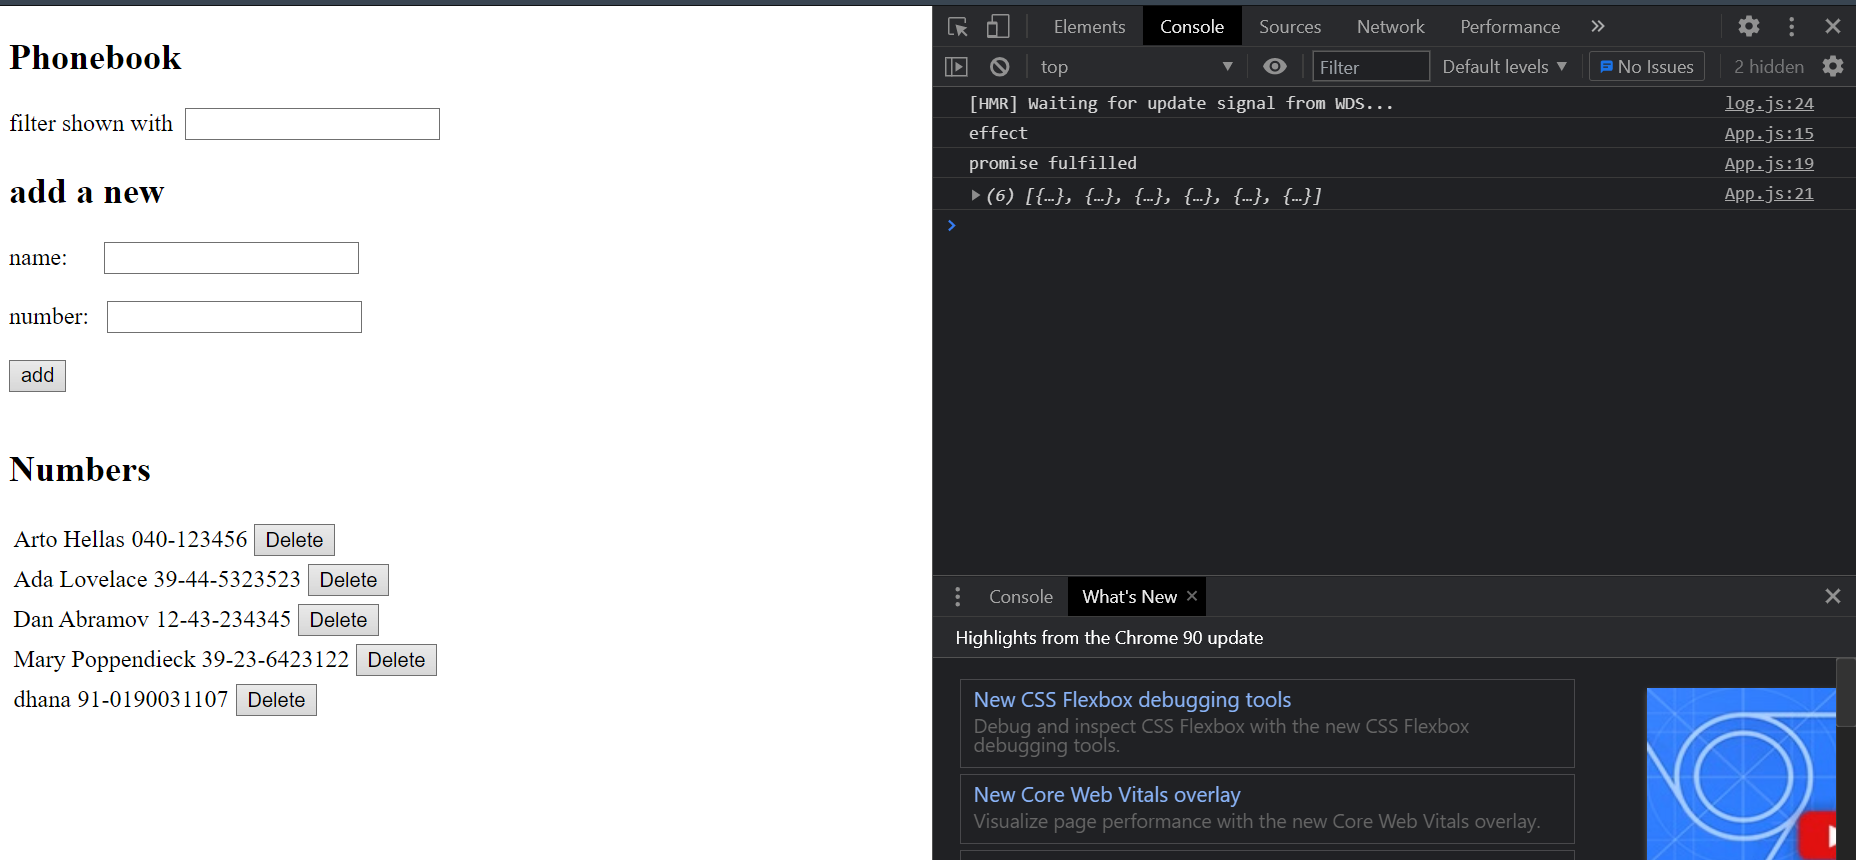 Phonebook
filter shown with
add a new
name:
number:
add
Numbers
Arto Hellas 040-123456 Delete
Ada Lovelace 39-44-5323523 Delete
Dan Abramov 12-43-234345 Delete
Mary Poppendieck 39-23-6423122 Delete
dhana 91-0190031107 Delete
Elements Console Sources Network Performance »
top Filter Default levels ▼ No Issues 2 hidden
[HMR] Waiting for update signal from WDS... log.js:24
effect App.js:15
promise fulfilled App.js:19
(6) [{…}, {…}, {…}, {…}, {…}, {…}] App.js:21
Console What's New
Highlights from the Chrome 90 update
New CSS Flexbox debugging tools
Debug and inspect CSS Flexbox with the new CSS Flexbox
debugging tools.
New Core Web Vitals overlay
Visualize page performance with the new Core Web Vitals overlay.